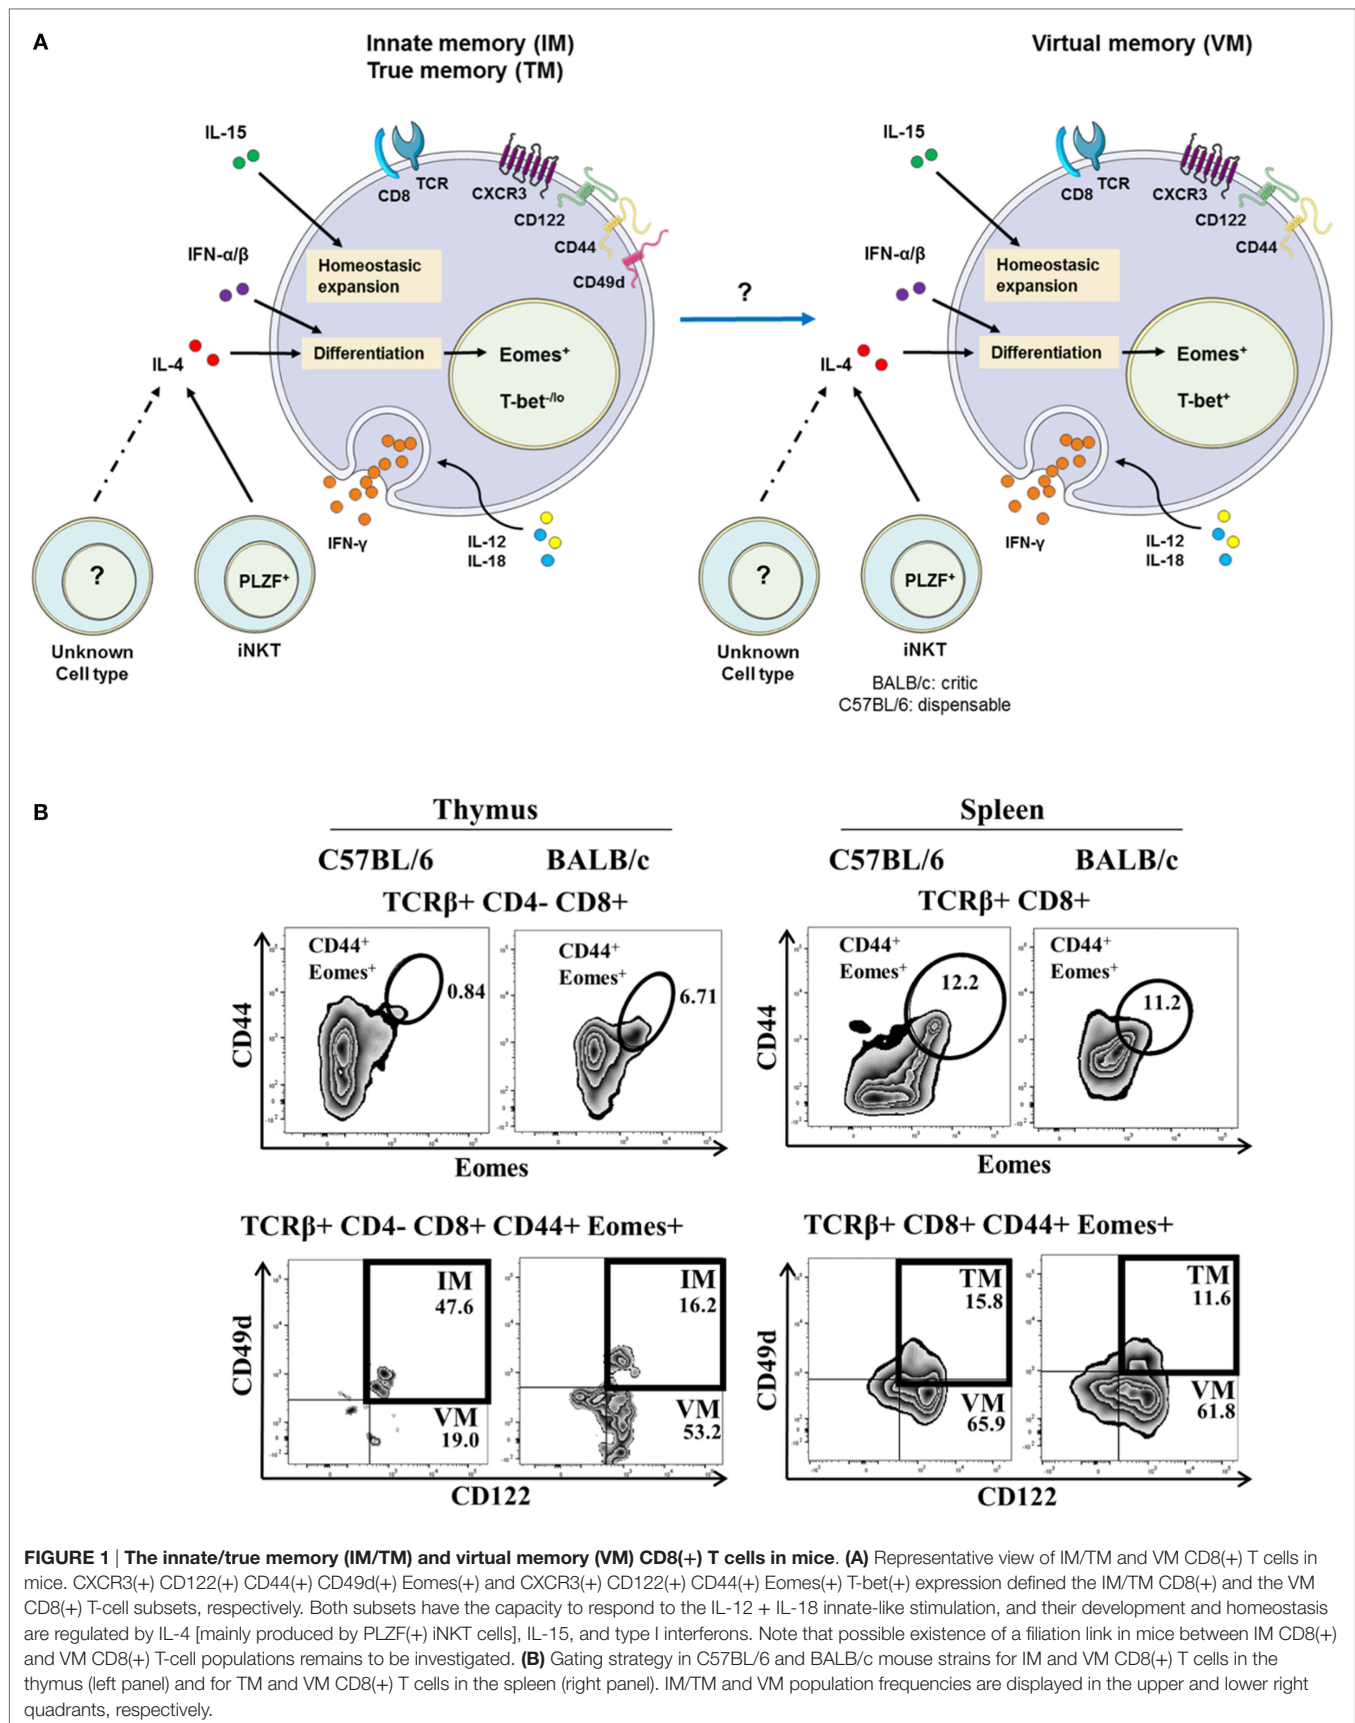 A
Innate memory (IM)
True memory (TM)
IL-15
CD8
TCR
CXCR3
CD122
CD44
CD49d
IFN-α/β
Homeostasic
expansion
IL-4
Differentiation
Eomes⁺
T-bet⁻/lo
IFN-γ
IL-12
IL-18
?
Unknown
Cell type
PLZF⁺
iNKT
?
Virtual memory (VM)
IL-15
CD8
TCR
CXCR3
CD122
CD44
IFN-α/β
Homeostasic
expansion
IL-4
Differentiation
Eomes⁺
T-bet⁺
IFN-γ
IL-12
IL-18
?
Unknown
Cell type
PLZF⁺
iNKT
BALB/c: critic
C57BL/6: dispensable
B
Thymus
C57BL/6 BALB/c
TCRβ+ CD4- CD8+
CD44
CD44⁺
Eomes⁺
0.84
CD44⁺
Eomes⁺
6.71
Eomes
TCRβ+ CD4- CD8+ CD44+ Eomes+
CD49d
IM
47.6
VM
19.0
IM
16.2
VM
53.2
CD122
Spleen
C57BL/6 BALB/c
TCRβ+ CD8+
CD44
CD44⁺
Eomes⁺
12.2
CD44⁺
Eomes⁺
11.2
Eomes
TCRβ+ CD8+ CD44+ Eomes+
CD49d
TM
15.8
VM
65.9
TM
11.6
VM
61.8
CD122
FIGURE 1 | The innate/true memory (IM/TM) and virtual memory (VM) CD8(+) T cells in mice. (A) Representative view of IM/TM and VM CD8(+) T cells in
mice. CXCR3(+) CD122(+) CD44(+) CD49d(+) Eomes(+) and CXCR3(+) CD122(+) CD44(+) Eomes(+) T-bet(+) expression defined the IM/TM CD8(+) and the VM
CD8(+) T-cell subsets, respectively. Both subsets have the capacity to respond to the IL-12 + IL-18 innate-like stimulation, and their development and homeostasis
are regulated by IL-4 [mainly produced by PLZF(+) iNKT cells], IL-15, and type I interferons. Note that possible existence of a filiation link in mice between IM CD8(+)
and VM CD8(+) T-cell populations remains to be investigated. (B) Gating strategy in C57BL/6 and BALB/c mouse strains for IM and VM CD8(+) T cells in the
thymus (left panel) and for TM and VM CD8(+) T cells in the spleen (right panel). IM/TM and VM population frequencies are displayed in the upper and lower right
quadrants, respectively.